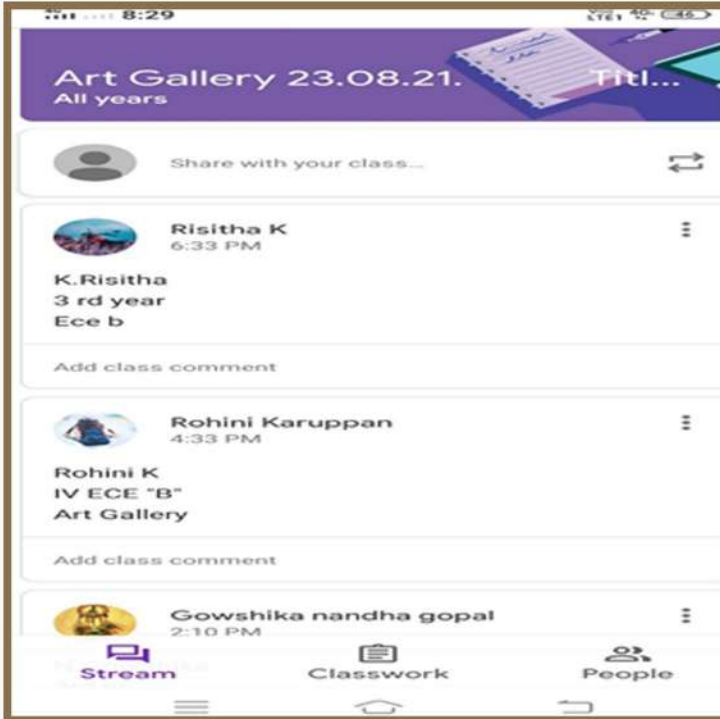 8:29
46
Art Gallery 23.08.21. Titl...
All years
Share with your class...
Risitha K
6:33 PM
K.Risitha
3 rd year
Ece b
Add class comment
Rohini Karuppan
4:33 PM
Rohini K
IV ECE "B"
Art Gallery
Add class comment
Gowshika nandha gopal
2:10 PM
Stream Classwork People